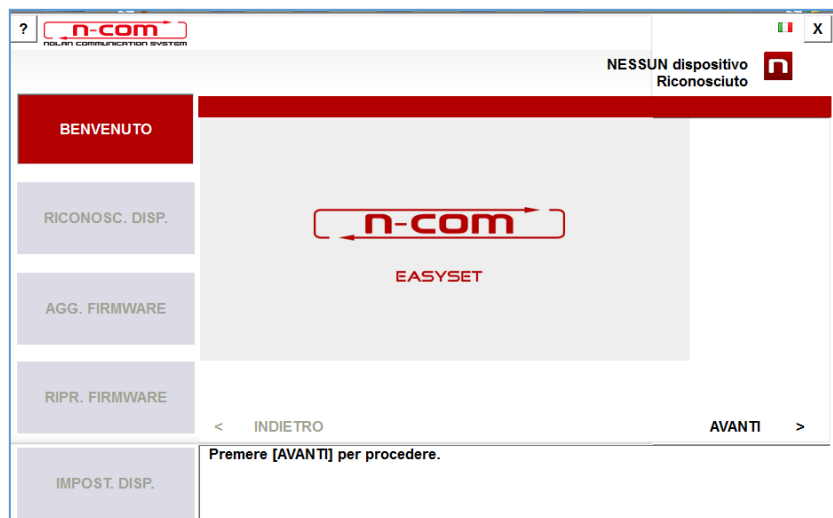 ?
n-com
NOLAN COMMUNICATION SYSTEM
X
NESSUN dispositivo
Riconosciuto
n
BENVENUTO
RICONOSC. DISP.
AGG. FIRMWARE
RIPR. FIRMWARE
IMPOST. DISP.
n-com
EASYSET
< INDIETRO
AVANTI >
Premere [AVANTI] per procedere.